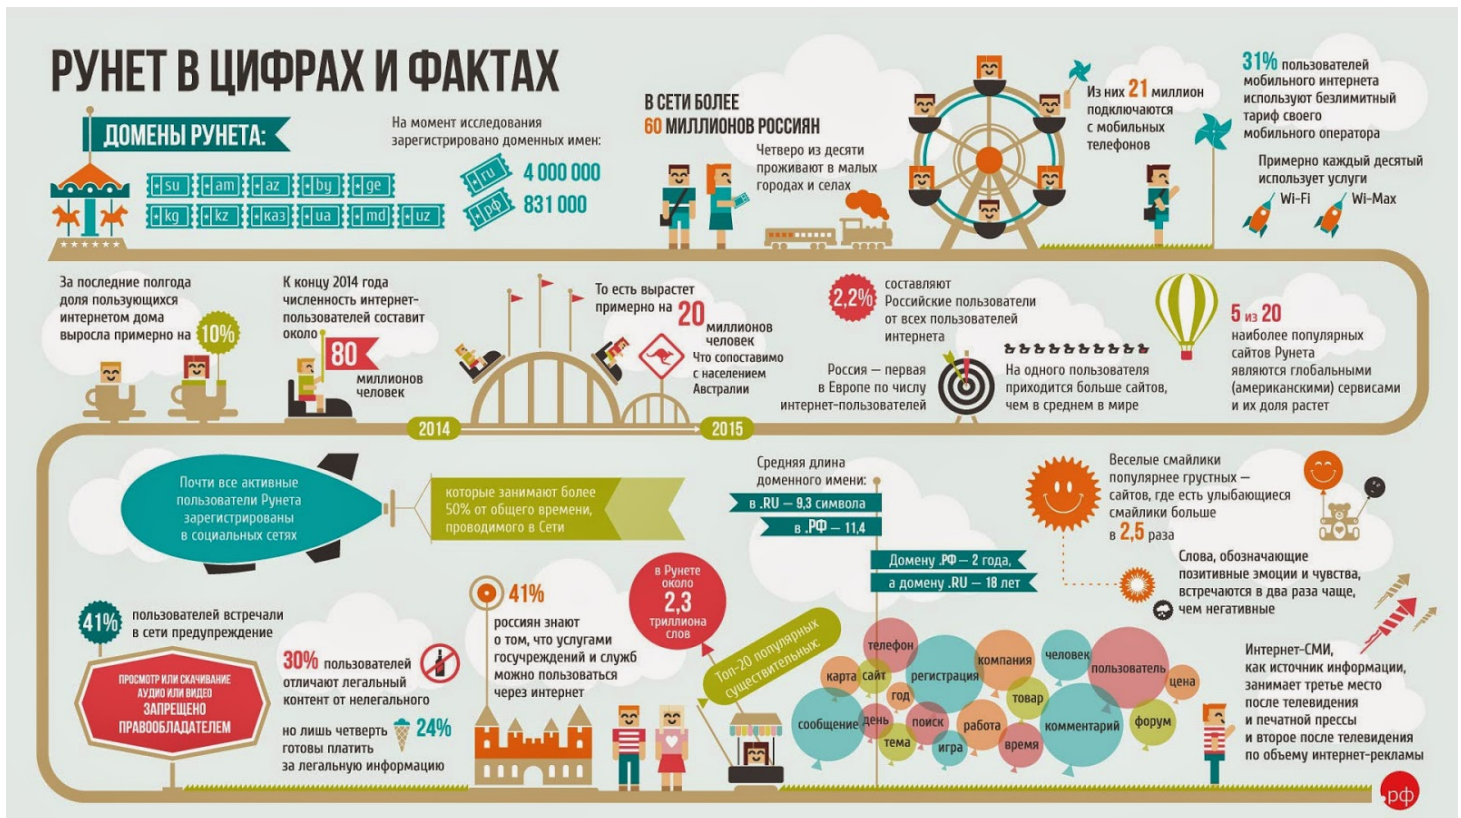 РУНЕТ В ЦИФРАХ И ФАКТАХ
ДОМЕНЫ РУНЕТА:
su
am
az
by
ge
kg
kz
каз
ua
md
uz
На момент исследования
зарегистрировано доменных имен:
ru
4 000 000
рф
831 000
В СЕТИ БОЛЕЕ
60 МИЛЛИОНОВ РОССИЯН
Четверо из десяти
проживают в малых
городах и селах
Из них 21 миллион
подключаются
с мобильных
телефонов
31% пользователей
мобильного интернета
используют безлимитный
тариф своего
мобильного оператора
Примерно каждый десятый
использует услуги
Wi-Fi
Wi-Max
За последние полгода
доля пользующихся
интернетом дома
выросла примерно на
10%
К концу 2014 года
численность интернет-
пользователей составит
около
80
миллионов
человек
2014
То есть вырастет
примерно на 20
миллионов
человек
Что сопоставимо
с населением
Австралии
2015
2,2%
составляют
Российские пользователи
от всех пользователей
интернета
Россия — первая
в Европе по числу
интернет-пользователей
На одного пользователя
приходится больше сайтов,
чем в среднем в мире
5 из 20
наиболее популярных
сайтов Рунета
являются глобальными
(американскими) сервисами
и их доля растет
Почти все активные
пользователи Рунета
зарегистрированы
в социальных сетях
которые занимают более
50% от общего времени,
проводимого в Сети
Средняя длина
доменного имени:
в .RU — 9,3 символа
в .РФ — 11,4
Домену .РФ — 2 года,
а домену .RU — 18 лет
Веселые смайлики
популярнее грустных —
сайтов, где есть улыбающиеся
смайлики больше
в 2,5 раза
Слова, обозначающие
позитивные эмоции и чувства,
встречаются в два раза чаще,
чем негативные
41%
пользователей встречали
в сети предупреждение
ПРОСМОТР ИЛИ СКАЧИВАНИЕ
АУДИО ИЛИ ВИДЕО
ЗАПРЕЩЕНО
ПРАВООБЛАДАТЕЛЕМ
30% пользователей
отличают легальный
контент от нелегального
но лишь четверть
готовы платить
за легальную информацию
24%
41%
россиян знают
о том, что услугами
госучреждений и служб
можно пользоваться
через интернет
в Рунете
около
2,3
триллиона
слов
Топ-20 популярных
существительных:
телефон
карта
сайт
регистрация
компания
человек
пользователь
цена
год
товар
сообщение
день
поиск
работа
комментарий
форум
тема
игра
время
Интернет-СМИ,
как источник информации,
занимает третье место
после телевидения
и печатной прессы
и второе после телевидения
по объему интернет-рекламы
.рф